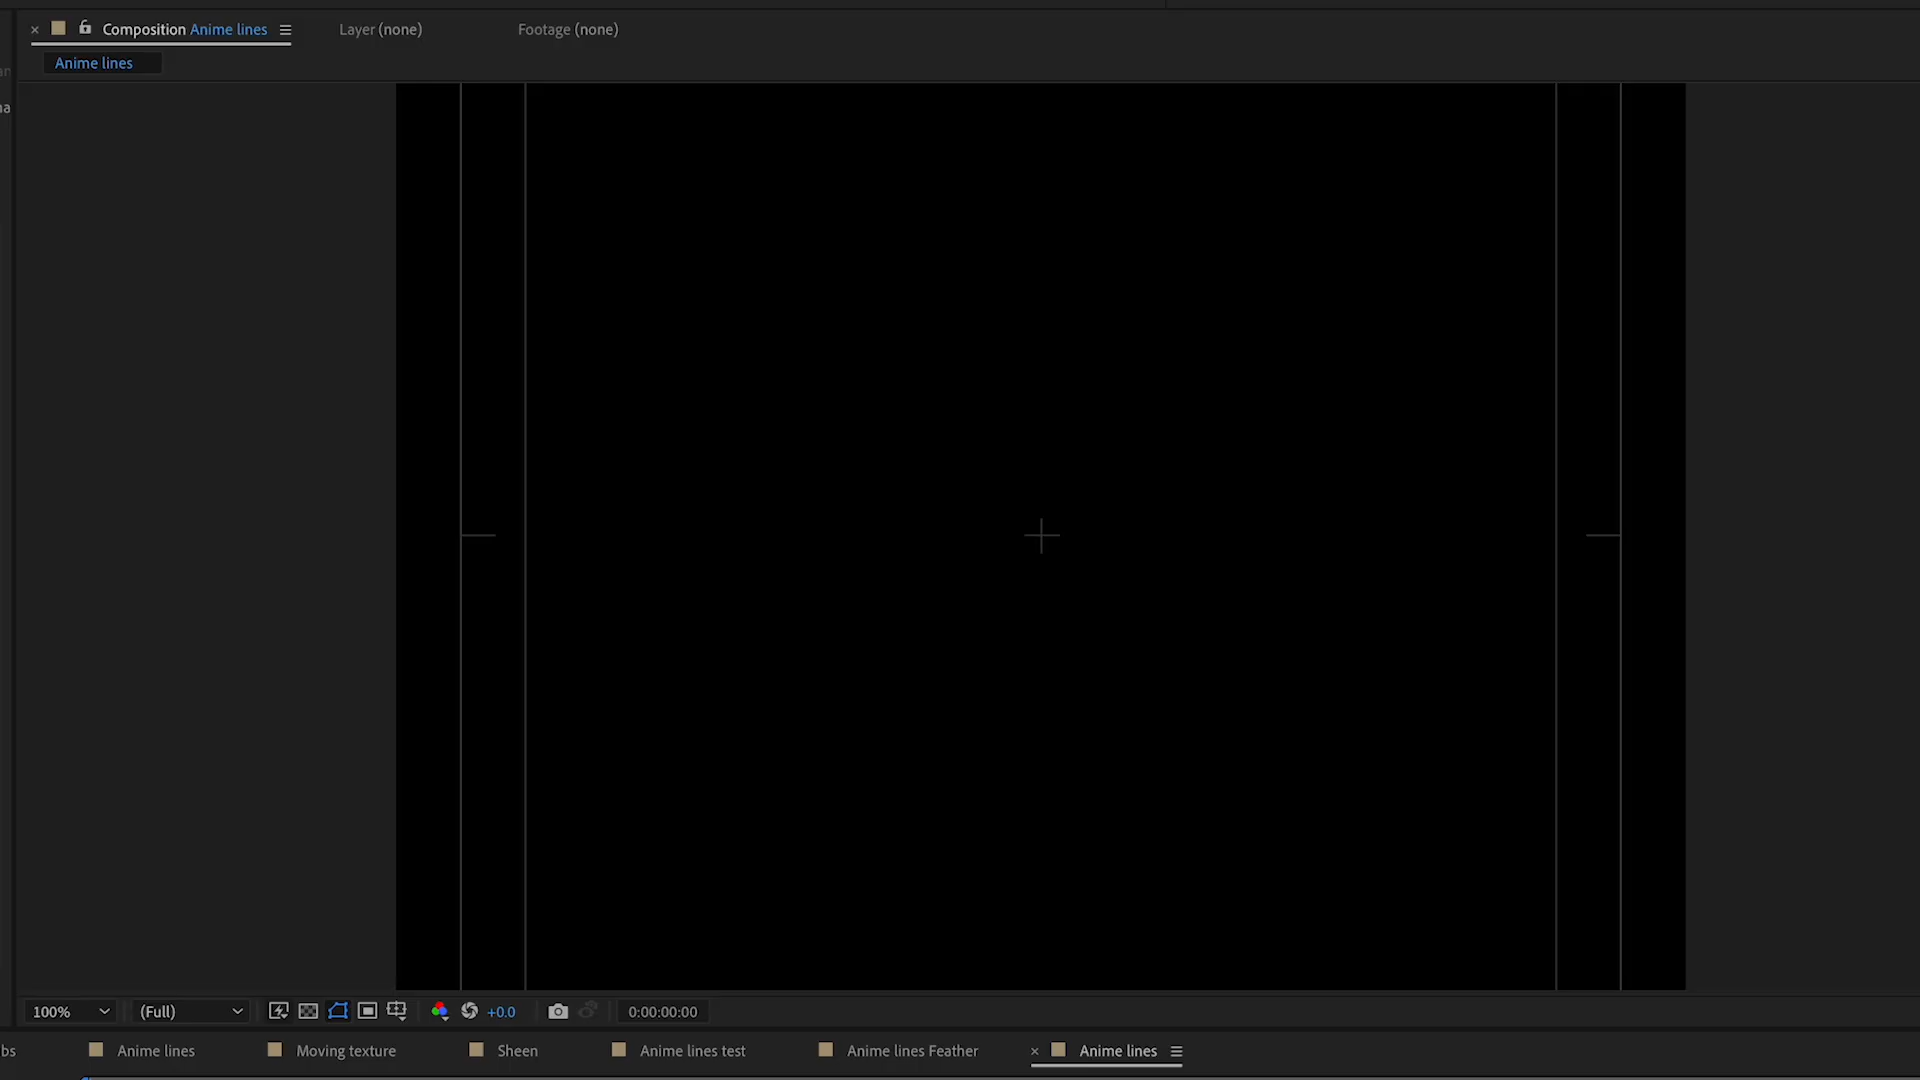 Composition Anime lines
Layer (none)
Footage (none)
Anime lines
100%
(Full)
+0.0
0:00:00:00
bs
Anime lines
Moving texture
Sheen
Anime lines test
Anime lines Feather
Anime lines